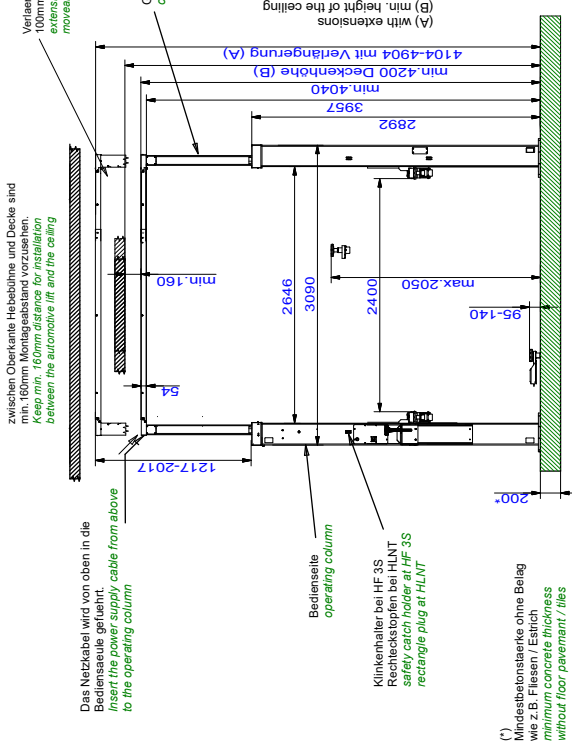 zwischen Oberkante Hebebühne und Decke sind
min.160mm Montageabstand vorzusehen.
Keep min. 160mm distance for installation
between the automotive lift and the ceiling
Das Netzkabel wird von oben in die
Bediensaeule gefuehrt.
Insert the power supply cable from above
to the operating column
Bedienseite
operating column
Klinkenhalter bei HF 3S
Rechteckstopfen bei HLNT
safety catch holder at HF 3S
rectangle plug at HLNT
(*)
Mindestbetonstaerke ohne Belag
wie z.B. Fliesen / Estrich
minimum concrete thickness
without floor pavemant / tiles
100mm
(A) with extensions
(B) min. height of the ceiling
4104-4904 mit Verlängerung (A)
min.4200 Deckenhöhe (B)
min.4040
3957
2892
min.160
2646
3090
2400
max.2050
95-140
54
1217-2017
200*